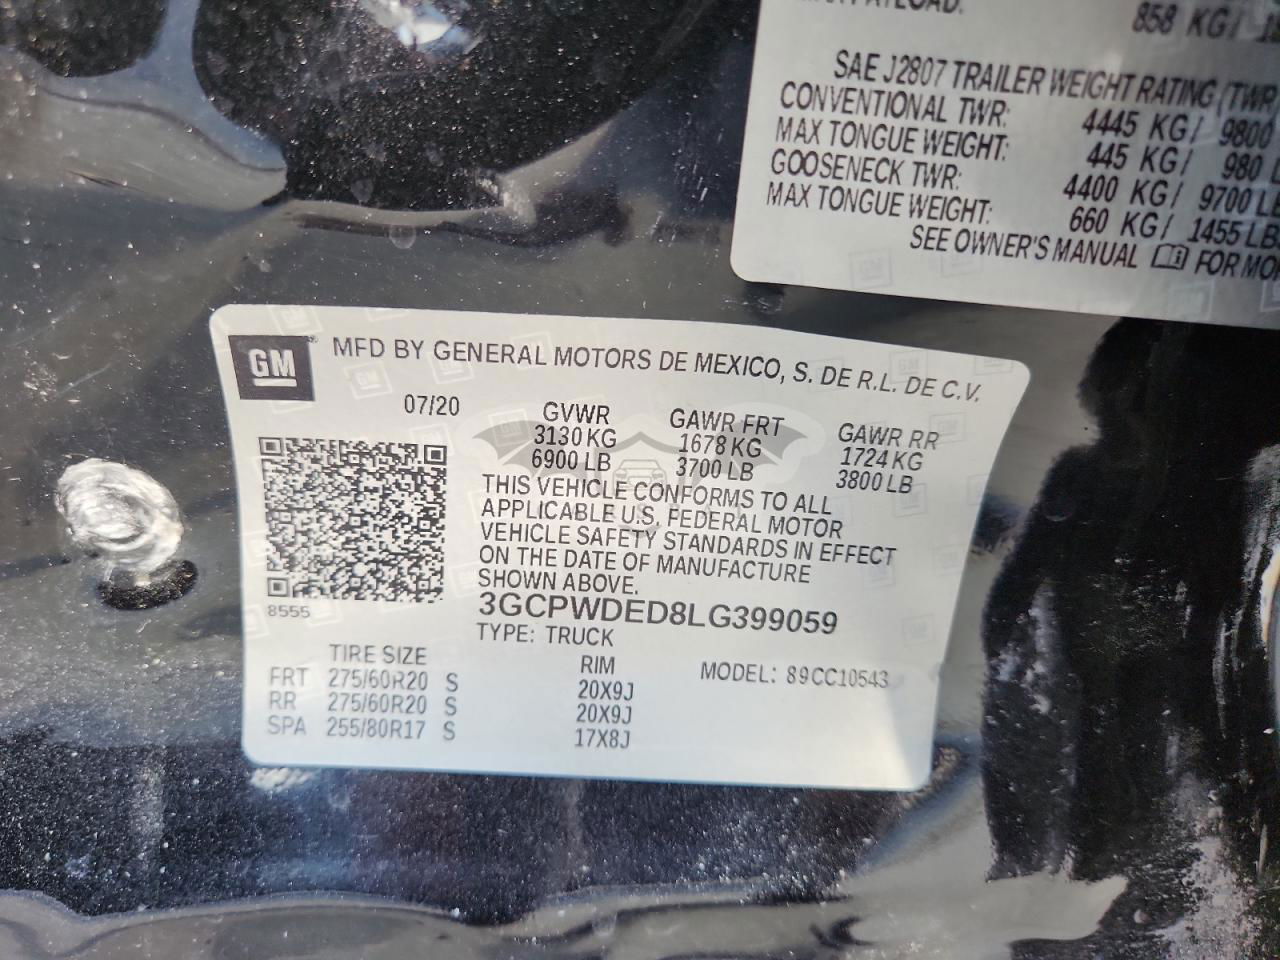 858 KG/
SAE J2807 TRAILER WEIGHT RATING (TWR)
CONVENTIONAL TWR: 4445 KG/ 9800
MAX TONGUE WEIGHT: 445 KG/ 980
GOOSENECK TWR: 4400 KG/ 9700 LB
MAX TONGUE WEIGHT: 660 KG/ 1455 LBS
SEE OWNER'S MANUAL FOR MOR
GM
MFD BY GENERAL MOTORS DE MEXICO, S. DE R.L. DE C.V.
07/20 GVWR GAWR FRT GAWR RR
3130 KG 1678 KG 1724 KG
6900 LB 3700 LB 3800 LB
THIS VEHICLE CONFORMS TO ALL
APPLICABLE U.S. FEDERAL MOTOR
VEHICLE SAFETY STANDARDS IN EFFECT
ON THE DATE OF MANUFACTURE
SHOWN ABOVE.
8555
3GCPWDED8LG399059
TYPE: TRUCK
TIRE SIZE RIM MODEL: 89CC10543
FRT 275/60R20 S 20X9J
RR 275/60R20 S 20X9J
SPA 255/80R17 S 17X8J